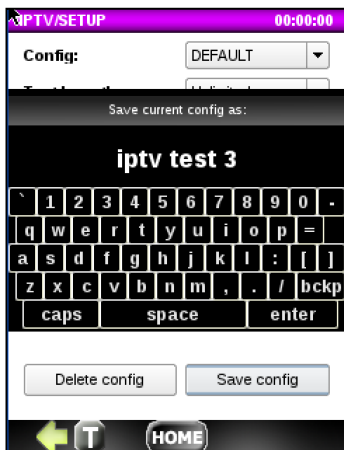 IPTV/SETUP 00:00:00
Config: DEFAULT
Save current config as:
iptv test 3
` 1 2 3 4 5 6 7 8 9 0 -
q w e r t y u i o p =
a s d f g h j k l : [ ]
z x c v b n m , . / bckp
caps space enter
Delete config Save config
T HOME